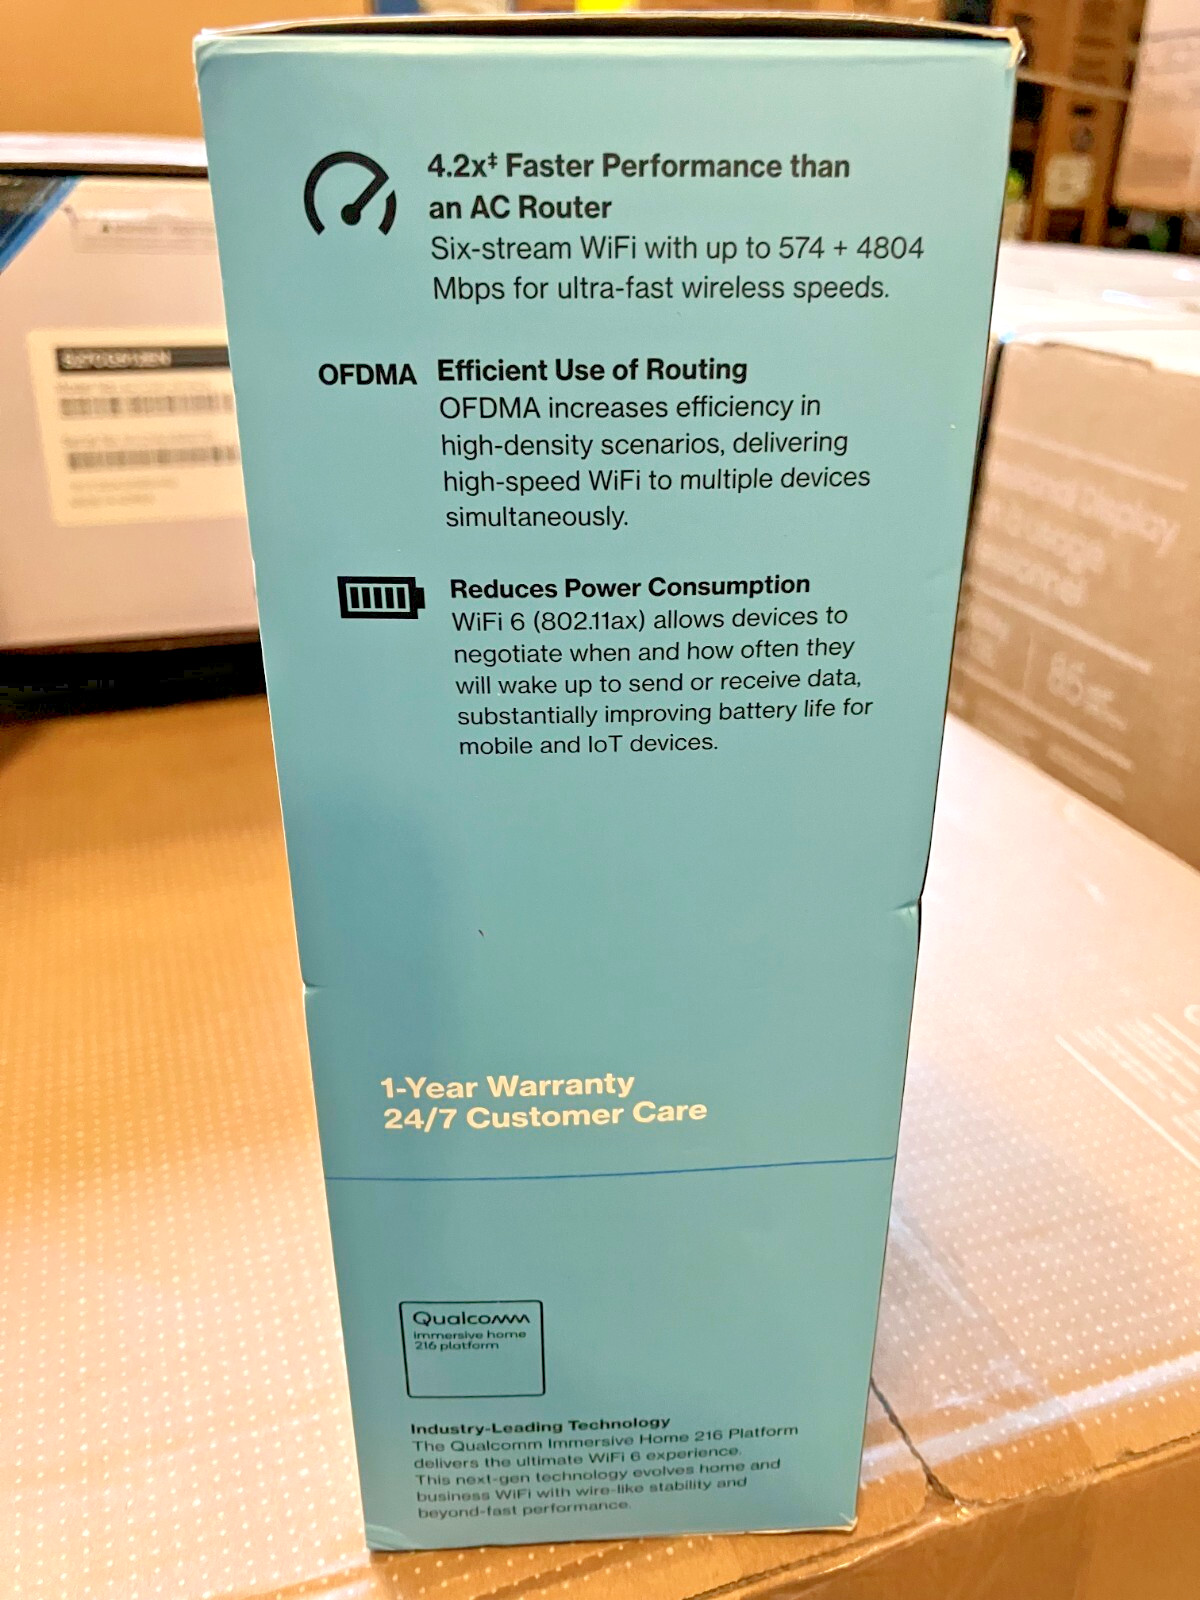 4.2x‡ Faster Performance than
an AC Router
Six-stream WiFi with up to 574 + 4804
Mbps for ultra-fast wireless speeds.
OFDMA Efficient Use of Routing
OFDMA increases efficiency in
high-density scenarios, delivering
high-speed WiFi to multiple devices
simultaneously.
Reduces Power Consumption
WiFi 6 (802.11ax) allows devices to
negotiate when and how often they
will wake up to send or receive data,
substantially improving battery life for
mobile and IoT devices.
1-Year Warranty
24/7 Customer Care
Qualcomm
immersive home
216 platform
Industry-Leading Technology
The Qualcomm Immersive Home 216 Platform
delivers the ultimate WiFi 6 experience.
This next-gen technology evolves home and
business WiFi with wire-like stability and
beyond-fast performance.
Display
85